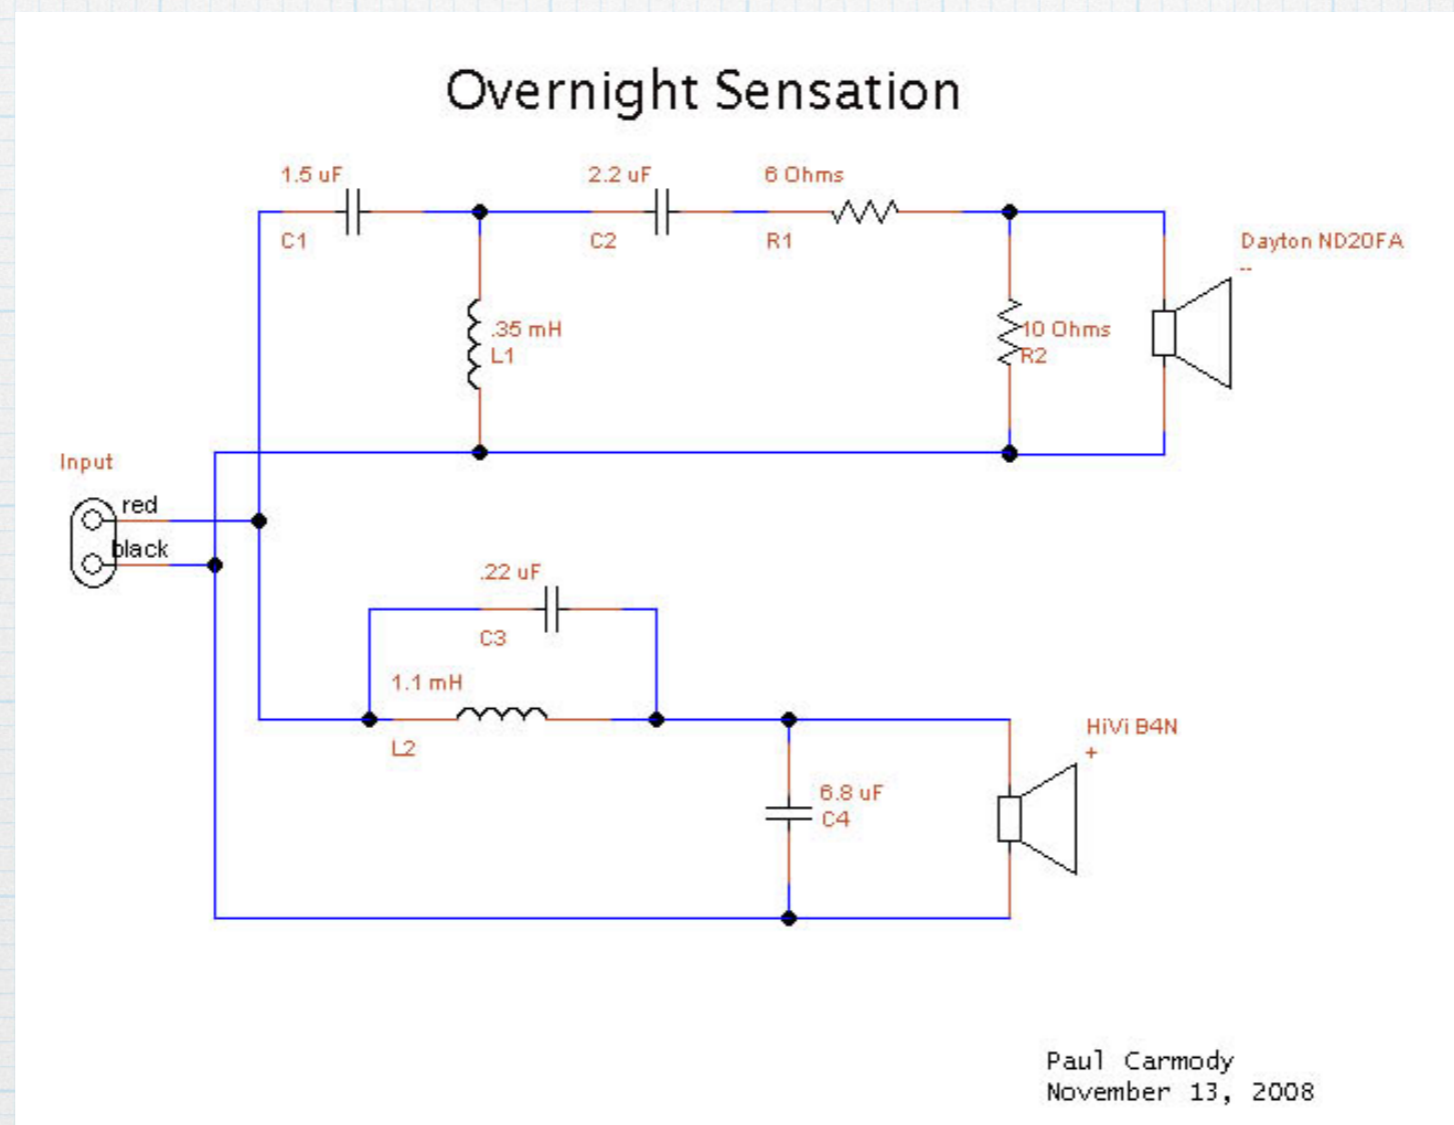 Overnight Sensation
1.5 uF
2.2 uF
6 Ohms
C1
C2
R1
Dayton ND20FA
--
.35 mH
L1
10 Ohms
R2
Input
red
black
.22 uF
C3
1.1 mH
L2
HiVi B4N
+
6.8 uF
C4
Paul Carmody
November 13, 2008